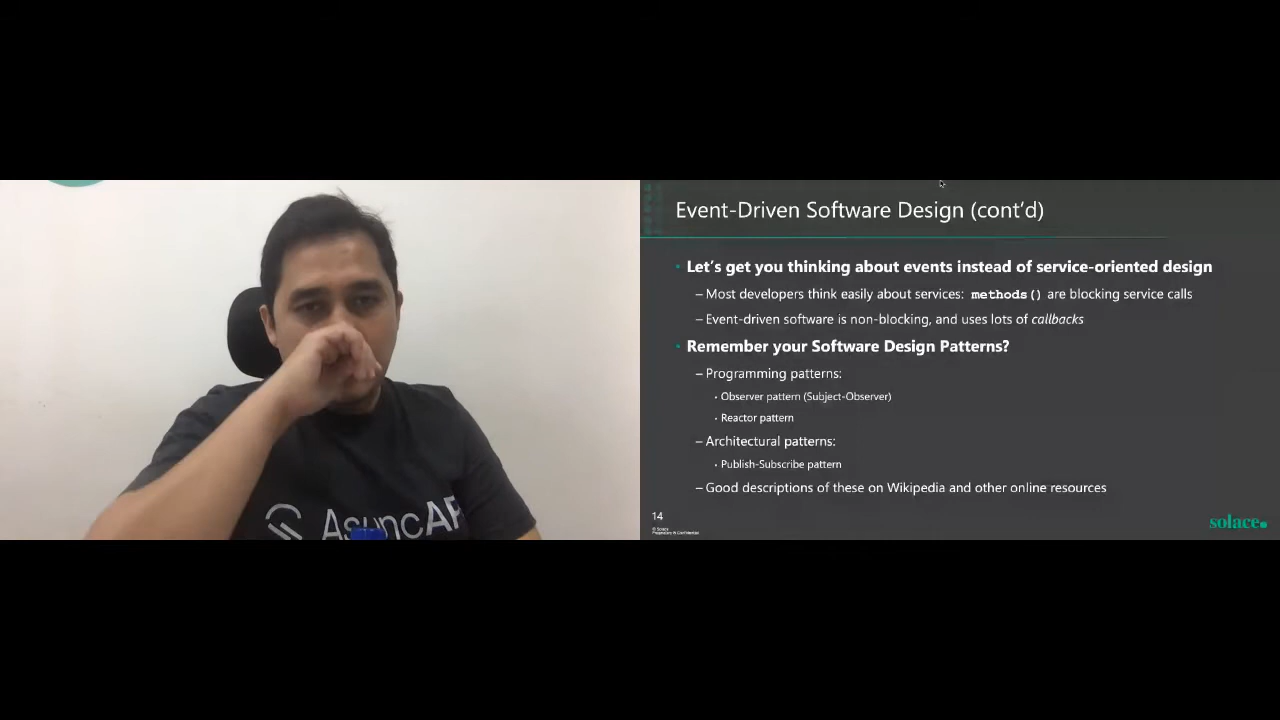 AsyncAP
Event-Driven Software Design (cont’d)
• Let’s get you thinking about events instead of service-oriented design
– Most developers think easily about services: methods() are blocking service calls
– Event-driven software is non-blocking, and uses lots of callbacks
• Remember your Software Design Patterns?
– Programming patterns:
• Observer pattern (Subject-Observer)
• Reactor pattern
– Architectural patterns:
• Publish-Subscribe pattern
– Good descriptions of these on Wikipedia and other online resources
14
© Solace
Proprietary & Confidential
solace.